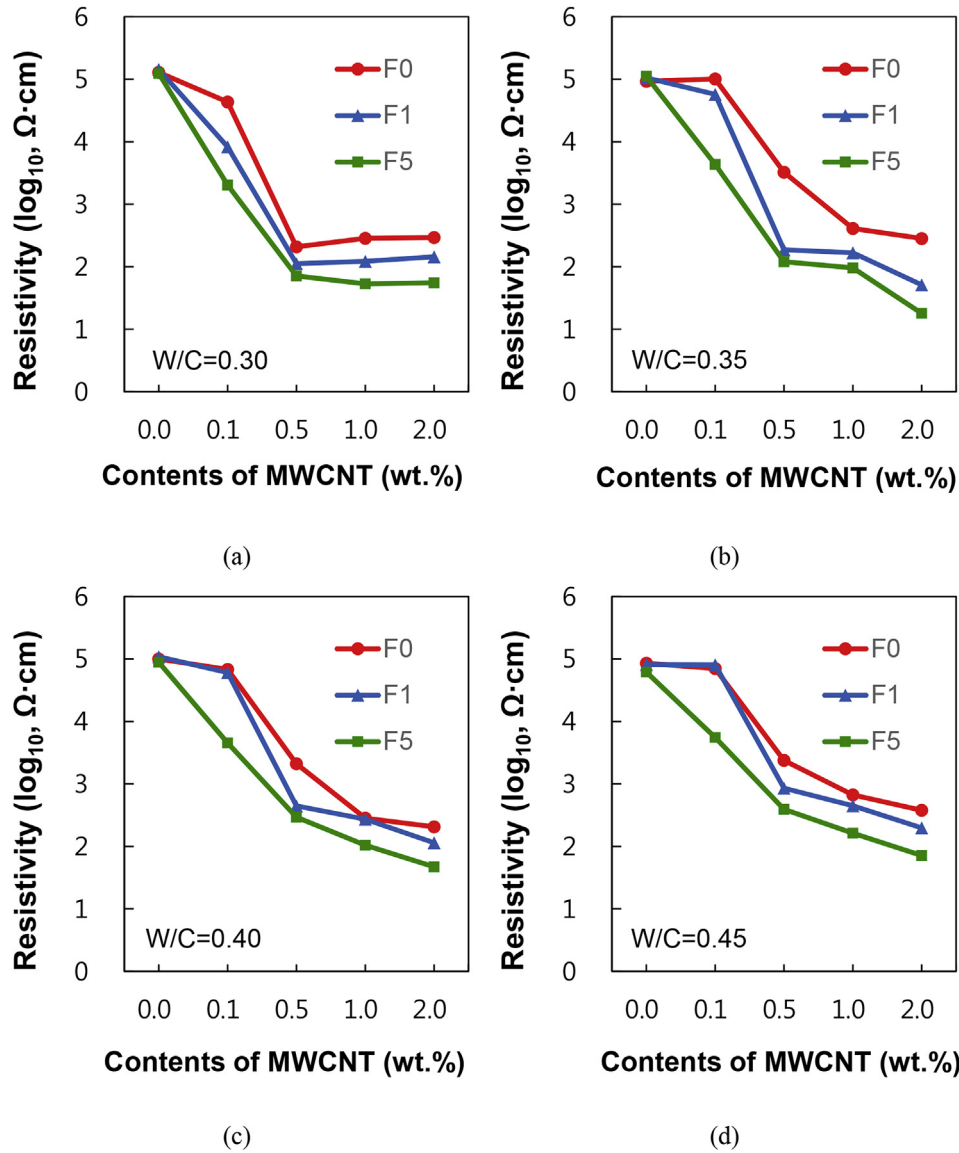 Resistivity (log₁₀, Ω·cm)
6
5
4
3
2
1
0
F0
F1
F5
W/C=0.30
0.0 0.1 0.5 1.0 2.0
Contents of MWCNT (wt.%)
(a)
Resistivity (log₁₀, Ω·cm)
6
5
4
3
2
1
0
F0
F1
F5
W/C=0.35
0.0 0.1 0.5 1.0 2.0
Contents of MWCNT (wt.%)
(b)
Resistivity (log₁₀, Ω·cm)
6
5
4
3
2
1
0
F0
F1
F5
W/C=0.40
0.0 0.1 0.5 1.0 2.0
Contents of MWCNT (wt.%)
(c)
Resistivity (log₁₀, Ω·cm)
6
5
4
3
2
1
0
F0
F1
F5
W/C=0.45
0.0 0.1 0.5 1.0 2.0
Contents of MWCNT (wt.%)
(d)